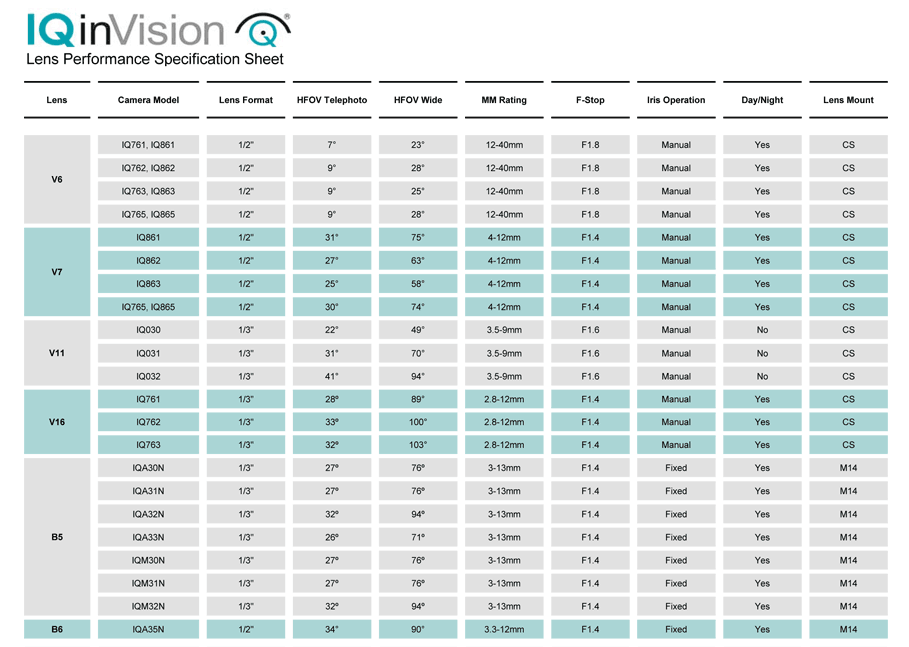 IQinVision®
Lens Performance Specification Sheet
Lens Camera Model Lens Format HFOV Telephoto HFOV Wide MM Rating F-Stop Iris Operation Day/Night Lens Mount
IQ761, IQ861 1/2" 7° 23° 12-40mm F1.8 Manual Yes CS
IQ762, IQ862 1/2" 9° 28° 12-40mm F1.8 Manual Yes CS
V6
IQ763, IQ863 1/2" 9° 25° 12-40mm F1.8 Manual Yes CS
IQ765, IQ865 1/2" 9° 28° 12-40mm F1.8 Manual Yes CS
IQ861 1/2" 31° 75° 4-12mm F1.4 Manual Yes CS
IQ862 1/2" 27° 63° 4-12mm F1.4 Manual Yes CS
V7
IQ863 1/2" 25° 58° 4-12mm F1.4 Manual Yes CS
IQ765, IQ865 1/2" 30° 74° 4-12mm F1.4 Manual Yes CS
IQ030 1/3" 22° 49° 3.5-9mm F1.6 Manual No CS
V11 IQ031 1/3" 31° 70° 3.5-9mm F1.6 Manual No CS
IQ032 1/3" 41° 94° 3.5-9mm F1.6 Manual No CS
IQ761 1/3" 28º 89° 2.8-12mm F1.4 Manual Yes CS
V16 IQ762 1/3" 33º 100° 2.8-12mm F1.4 Manual Yes CS
IQ763 1/3" 32º 103° 2.8-12mm F1.4 Manual Yes CS
IQA30N 1/3" 27º 76º 3-13mm F1.4 Fixed Yes M14
IQA31N 1/3" 27º 76º 3-13mm F1.4 Fixed Yes M14
IQA32N 1/3" 32º 94º 3-13mm F1.4 Fixed Yes M14
B5 IQA33N 1/3" 26º 71º 3-13mm F1.4 Fixed Yes M14
IQM30N 1/3" 27º 76º 3-13mm F1.4 Fixed Yes M14
IQM31N 1/3" 27º 76º 3-13mm F1.4 Fixed Yes M14
IQM32N 1/3" 32º 94º 3-13mm F1.4 Fixed Yes M14
B6 IQA35N 1/2" 34° 90° 3.3-12mm F1.4 Fixed Yes M14